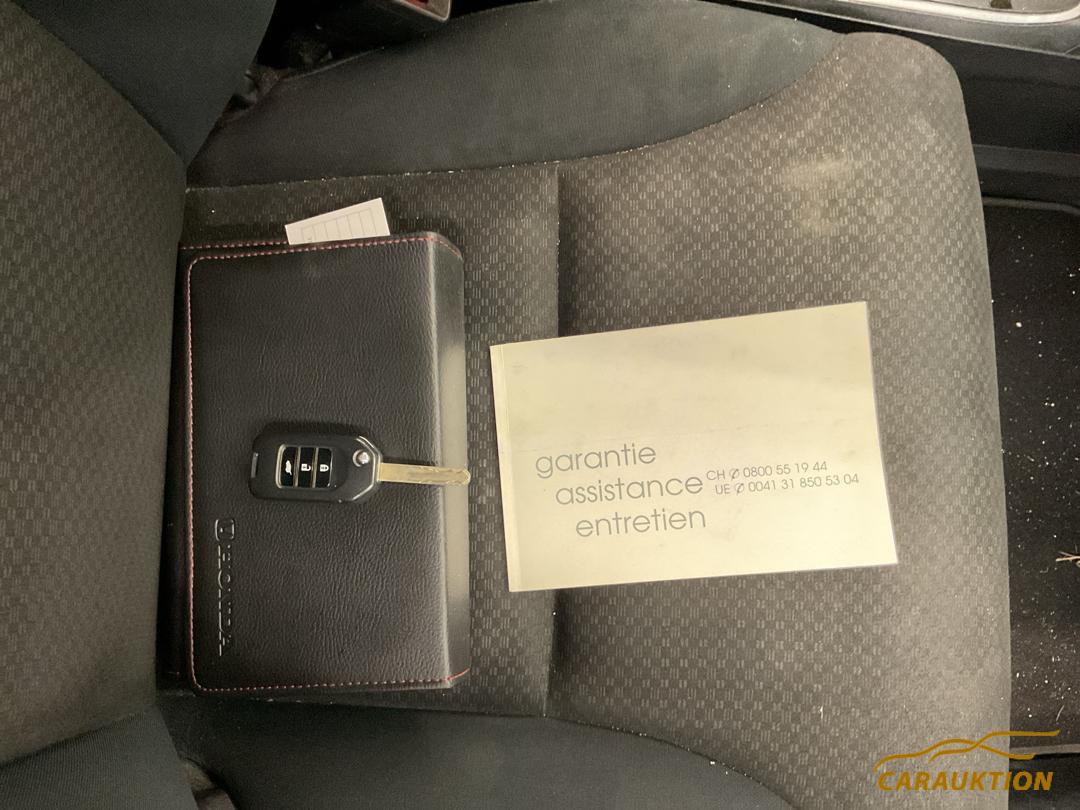 HONDA
garantie
assistance
entretien
CH ✆ 0800 55 19 44
UE ✆ 0041 31 850 53 04
CARAUKTION